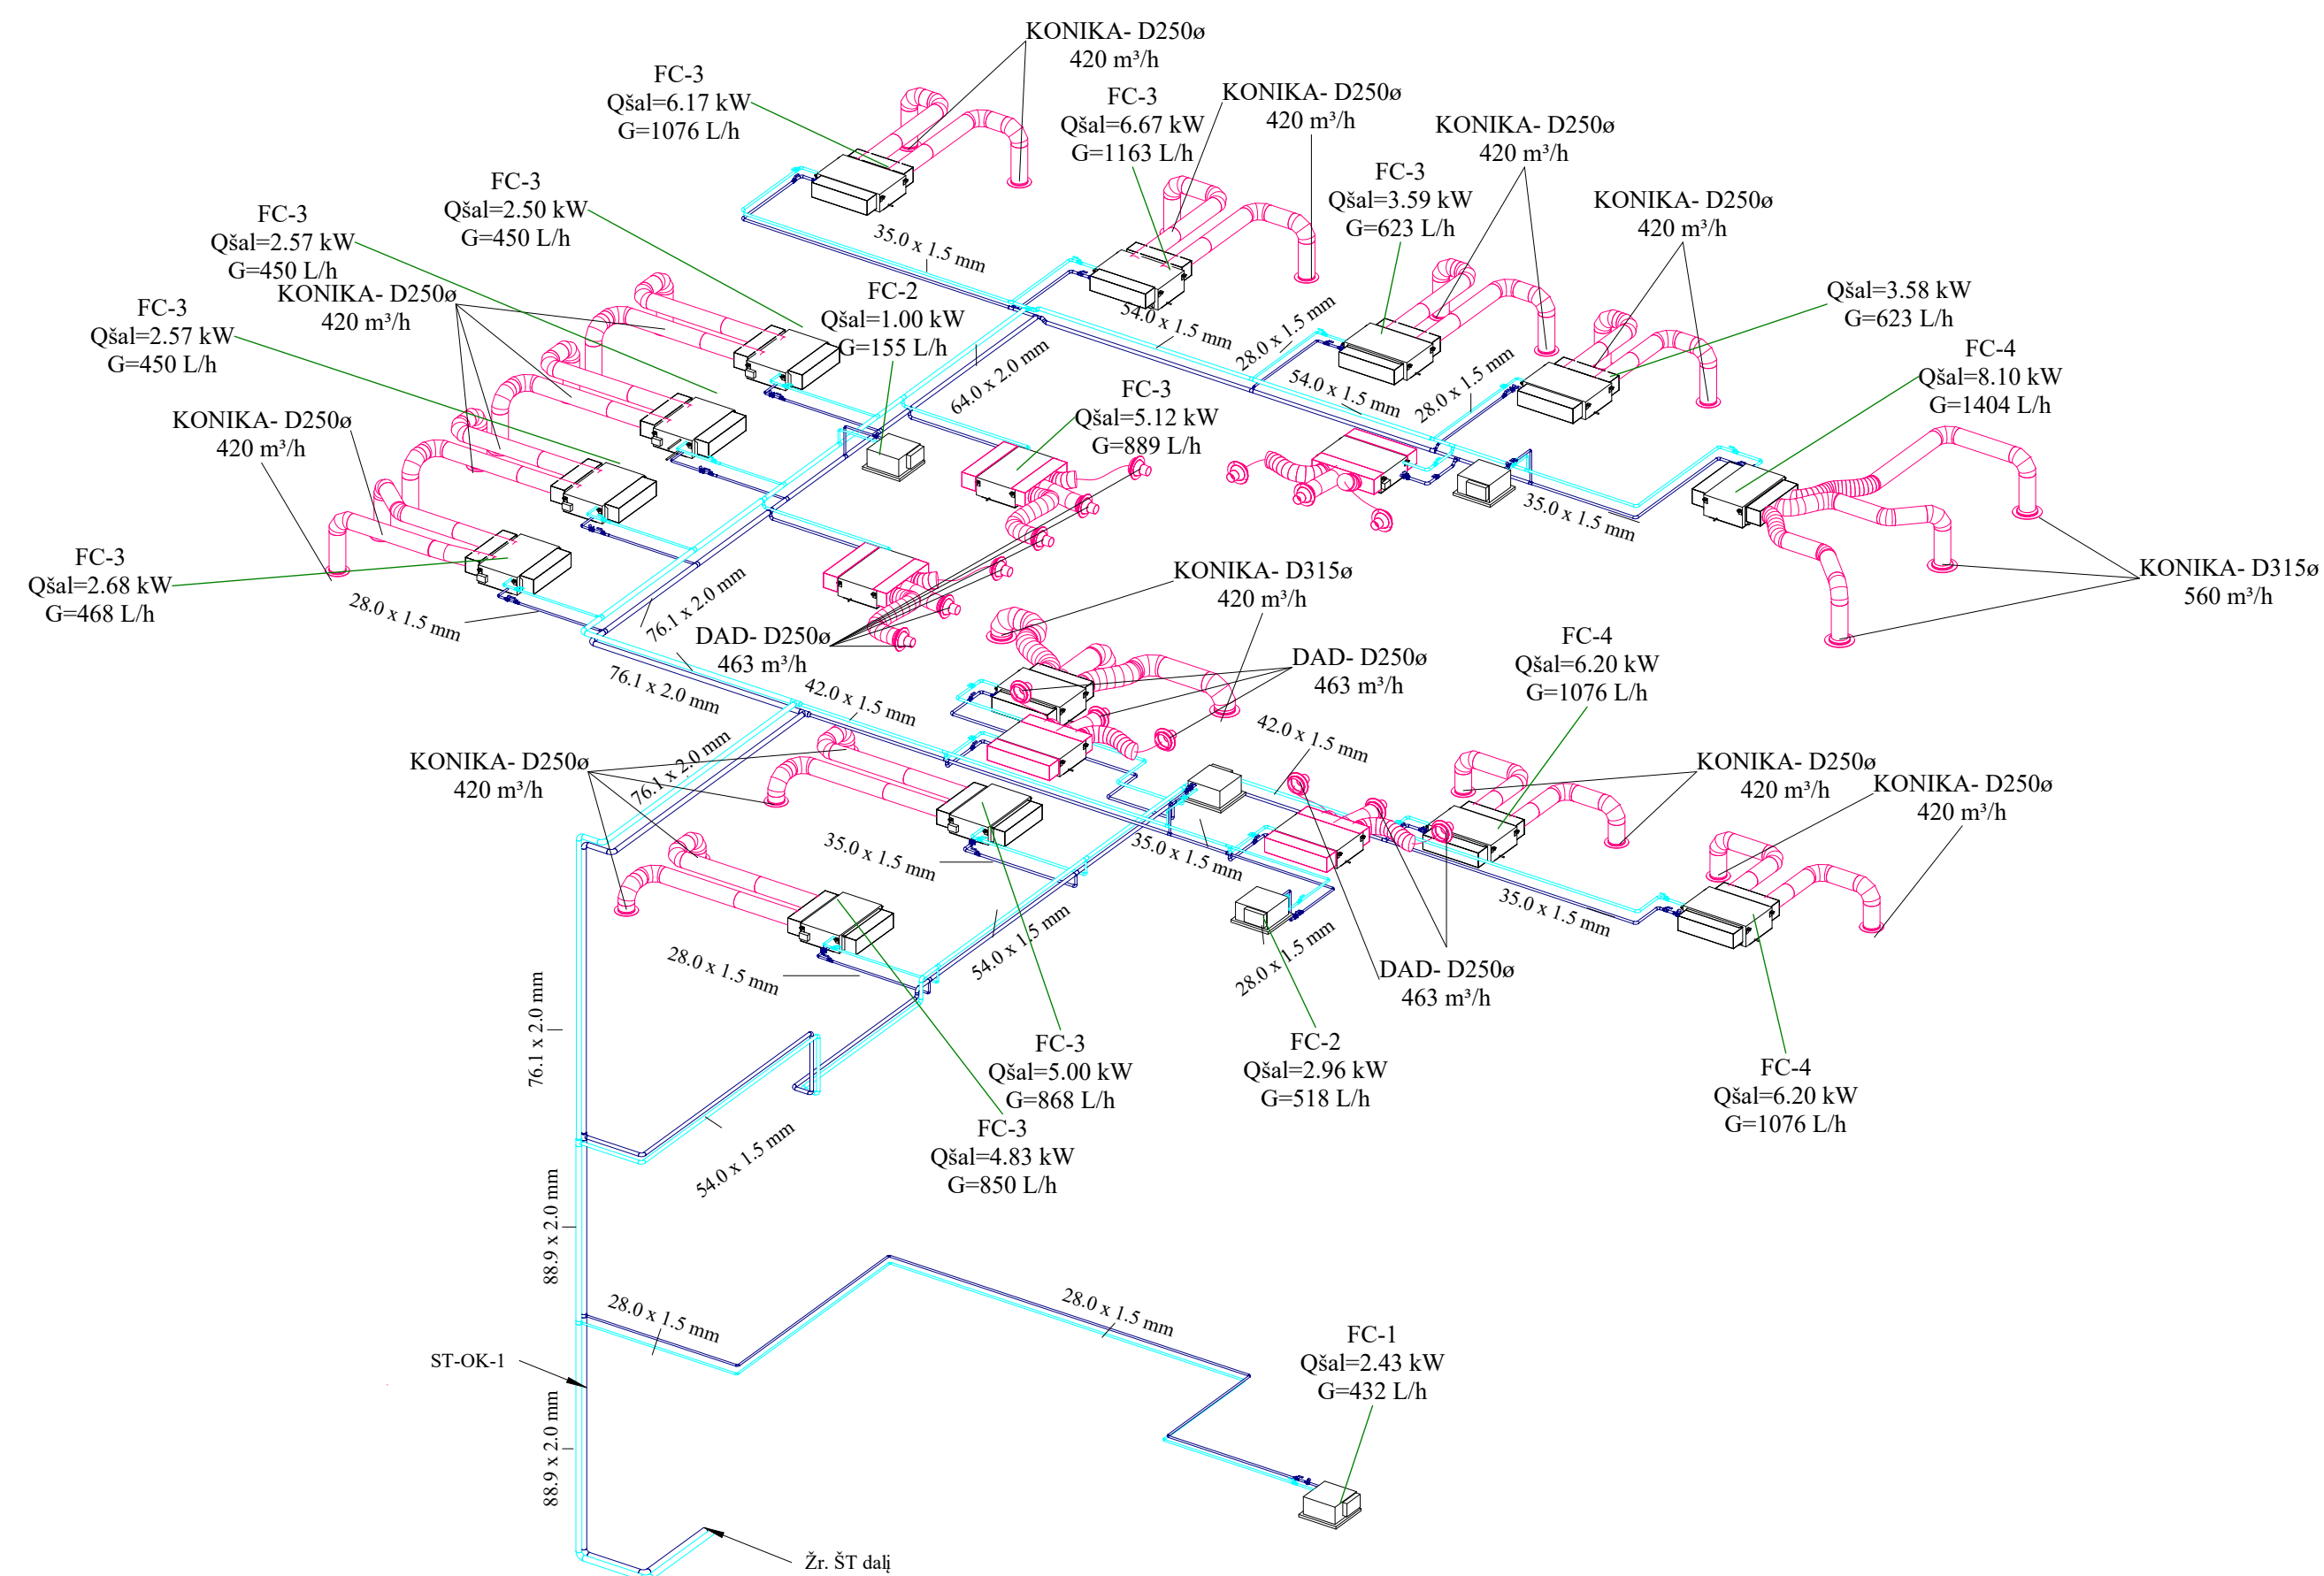 KONIKA- D250ø
420 m³/h
FC-3
Qšal=6.17 kW
G=1076 L/h
FC-3
Qšal=6.67 kW
G=1163 L/h
KONIKA- D250ø
420 m³/h
KONIKA- D250ø
420 m³/h
FC-3
Qšal=3.59 kW
G=623 L/h
KONIKA- D250ø
420 m³/h
Qšal=3.58 kW
G=623 L/h
FC-3
Qšal=2.50 kW
G=450 L/h
FC-3
Qšal=2.57 kW
G=450 L/h
KONIKA- D250ø
420 m³/h
FC-3
Qšal=2.57 kW
G=450 L/h
FC-2
Qšal=1.00 kW
G=155 L/h
35.0 x 1.5 mm
54.0 x 1.5 mm
28.0 x 1.5 mm
64.0 x 2.0 mm
54.0 x 1.5 mm
28.0 x 1.5 mm
FC-4
Qšal=8.10 kW
G=1404 L/h
FC-3
Qšal=5.12 kW
G=889 L/h
KONIKA- D250ø
420 m³/h
35.0 x 1.5 mm
FC-3
Qšal=2.68 kW
G=468 L/h
28.0 x 1.5 mm
76.1 x 2.0 mm
DAD- D250ø
463 m³/h
KONIKA- D315ø
420 m³/h
KONIKA- D315ø
560 m³/h
FC-4
Qšal=6.20 kW
G=1076 L/h
DAD- D250ø
463 m³/h
76.1 x 2.0 mm
42.0 x 1.5 mm
42.0 x 1.5 mm
KONIKA- D250ø
420 m³/h
76.1 x 2.0 mm
KONIKA- D250ø
420 m³/h
KONIKA- D250ø
420 m³/h
35.0 x 1.5 mm
35.0 x 1.5 mm
35.0 x 1.5 mm
28.0 x 1.5 mm
54.0 x 1.5 mm
28.0 x 1.5 mm
DAD- D250ø
463 m³/h
76.1 x 2.0 mm
FC-3
Qšal=5.00 kW
G=868 L/h
FC-2
Qšal=2.96 kW
G=518 L/h
FC-4
Qšal=6.20 kW
G=1076 L/h
54.0 x 1.5 mm
FC-3
Qšal=4.83 kW
G=850 L/h
88.9 x 2.0 mm
28.0 x 1.5 mm
28.0 x 1.5 mm
ST-OK-1
FC-1
Qšal=2.43 kW
G=432 L/h
88.9 x 2.0 mm
Žr. ŠT dalį